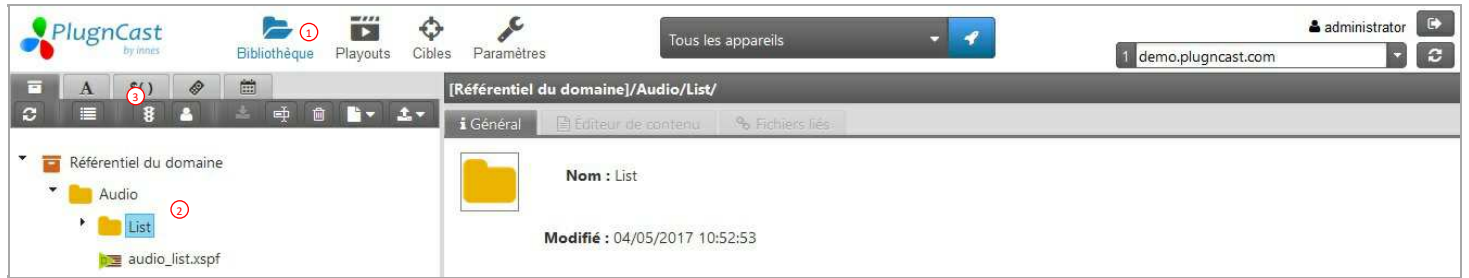 PlugnCast
by innes
Bibliothèque ① Playouts Cibles Paramètres
Tous les appareils
administrator
1 demo.plugncast.com
A $( ) ③
[Référentiel du domaine]/Audio/List/
i Général Éditeur de contenu Fichiers liés
Référentiel du domaine
Audio
② List
audio_list.xspf
Nom : List
Modifié : 04/05/2017 10:52:53